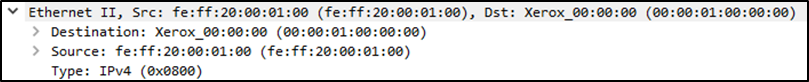 Ethernet II, Src: fe:ff:20:00:01:00 (fe:ff:20:00:01:00), Dst: Xerox_00:00:00 (00:00:01:00:00:00)
Destination: Xerox_00:00:00 (00:00:01:00:00:00)
Source: fe:ff:20:00:01:00 (fe:ff:20:00:01:00)
Type: IPv4 (0x0800)